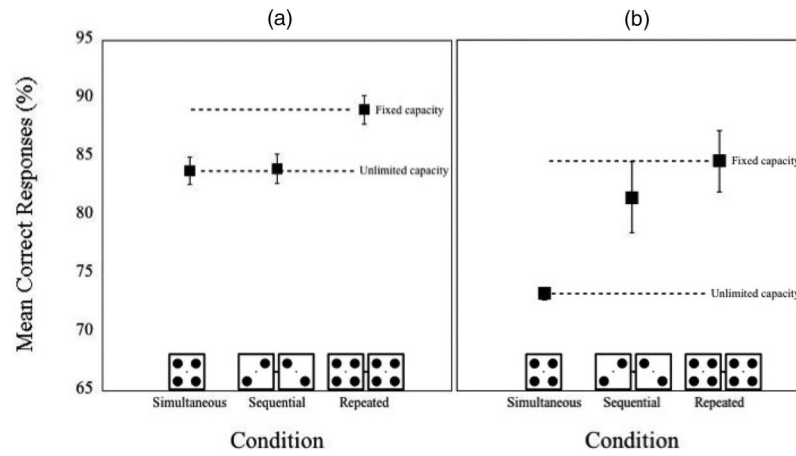 (a)
(b)
Mean Correct Responses (%)
95
90
85
80
75
70
65
Fixed capacity
Unlimited capacity
Simultaneous Sequential Repeated
Condition
Fixed capacity
Unlimited capacity
Simultaneous Sequential Repeated
Condition